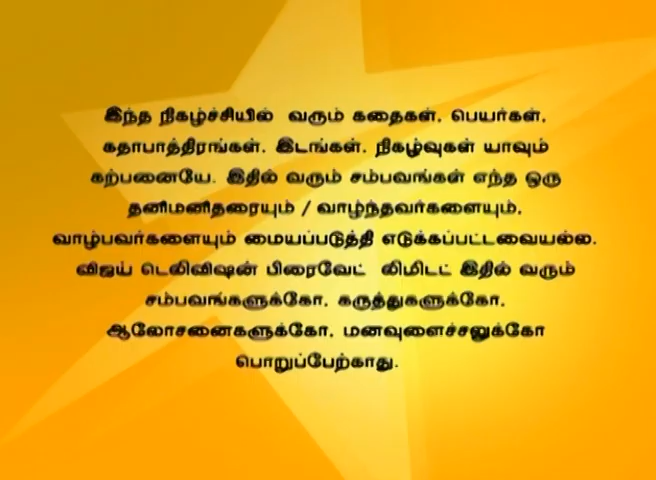 இந்த நிகழ்ச்சியில் வரும் கதைகள், பெயர்கள்,
கதாபாத்திரங்கள், இடங்கள், நிகழ்வுகள் யாவும்
கற்பனையே. இதில் வரும் சம்பவங்கள் எந்த ஒரு
தனிமனிதரையும் / வாழ்ந்தவர்களையும்,
வாழ்பவர்களையும் மையப்படுத்தி எடுக்கப்பட்டவையல்ல.
விஜய் டெலிவிஷன் பிரைவேட் லிமிடட் இதில் வரும்
சம்பவங்களுக்கோ, கருத்துகளுக்கோ,
ஆலோசனைகளுக்கோ, மனவுளைச்சலுக்கோ
பொறுப்பேற்காது.